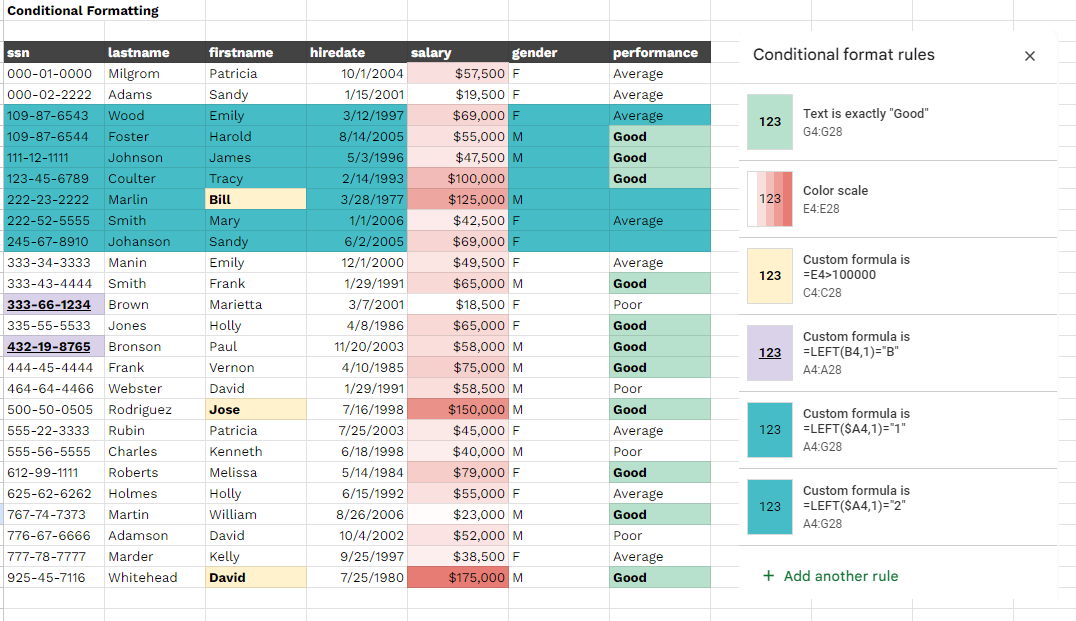 Conditional Formatting
ssn lastname firstname hiredate salary gender performance
000-01-0000 Milgrom Patricia 10/1/2004 $57,500 F Average
000-02-2222 Adams Sandy 1/15/2001 $19,500 F Average
109-87-6543 Wood Emily 3/12/1997 $69,000 F Average
109-87-6544 Foster Harold 8/14/2005 $55,000 M Good
111-12-1111 Johnson James 5/3/1996 $47,500 M Good
123-45-6789 Coulter Tracy 2/14/1993 $100,000 Good
222-23-2222 Marlin Bill 3/28/1977 $125,000 M
222-52-5555 Smith Mary 1/1/2006 $42,500 F Average
245-67-8910 Johanson Sandy 6/2/2005 $69,000 F
333-34-3333 Manin Emily 12/1/2000 $49,500 F Average
333-43-4444 Smith Frank 1/29/1991 $65,000 M Good
333-66-1234 Brown Marietta 3/7/2001 $18,500 F Poor
335-55-5533 Jones Holly 4/8/1986 $65,000 F Good
432-19-8765 Bronson Paul 11/20/2003 $58,000 M Good
444-45-4444 Frank Vernon 4/10/1985 $75,000 M Good
464-64-4466 Webster David 1/29/1991 $58,500 M Poor
500-50-0505 Rodriguez Jose 7/16/1998 $150,000 M Good
555-22-3333 Rubin Patricia 7/25/2003 $45,000 F Average
555-56-5555 Charles Kenneth 6/18/1998 $40,000 M Poor
612-99-1111 Roberts Melissa 5/14/1984 $79,000 F Good
625-62-6262 Holmes Holly 6/15/1992 $55,000 F Average
767-74-7373 Martin William 8/26/2006 $23,000 M Good
776-67-6666 Adamson David 10/4/2002 $52,000 M Poor
777-78-7777 Marder Kelly 9/25/1997 $38,500 F Average
925-45-7116 Whitehead David 7/25/1980 $175,000 M Good
Conditional format rules ×
123
Text is exactly "Good"
G4:G28
123
Color scale
E4:E28
123
Custom formula is
=E4>100000
C4:C28
123
Custom formula is
=LEFT(B4,1)="B"
A4:A28
123
Custom formula is
=LEFT($A4,1)="1"
A4:G28
123
Custom formula is
=LEFT($A4,1)="2"
A4:G28
+ Add another rule